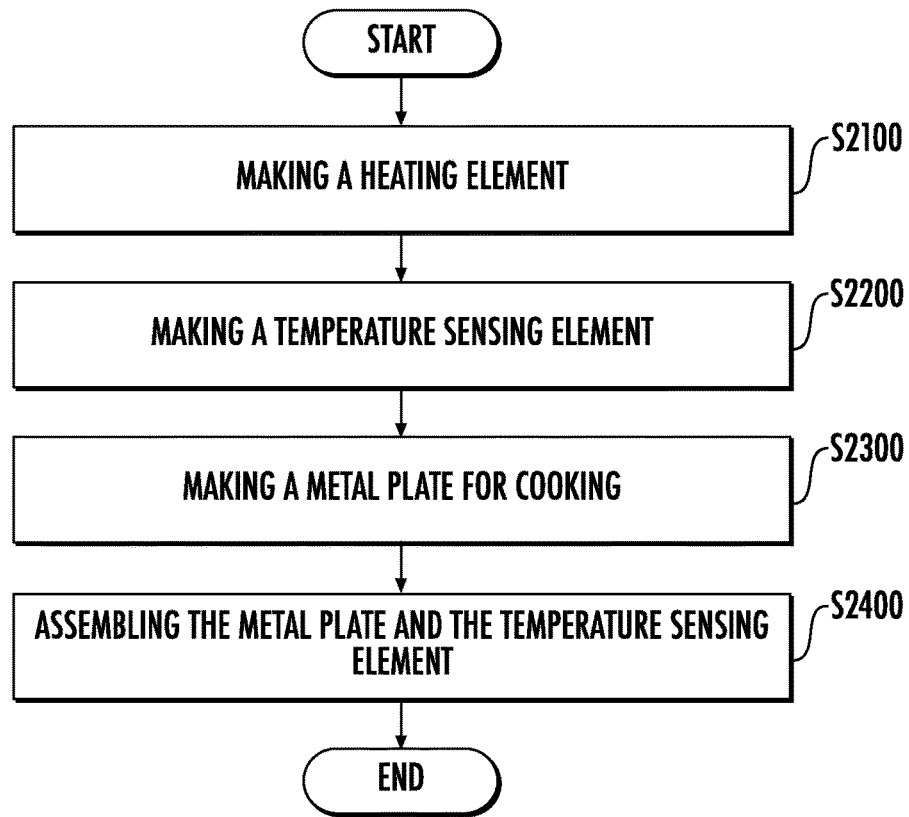 START
MAKING A HEATING ELEMENT
S2100
MAKING A TEMPERATURE SENSING ELEMENT
S2200
MAKING A METAL PLATE FOR COOKING
S2300
ASSEMBLING THE METAL PLATE AND THE TEMPERATURE SENSING
ELEMENT
S2400
END